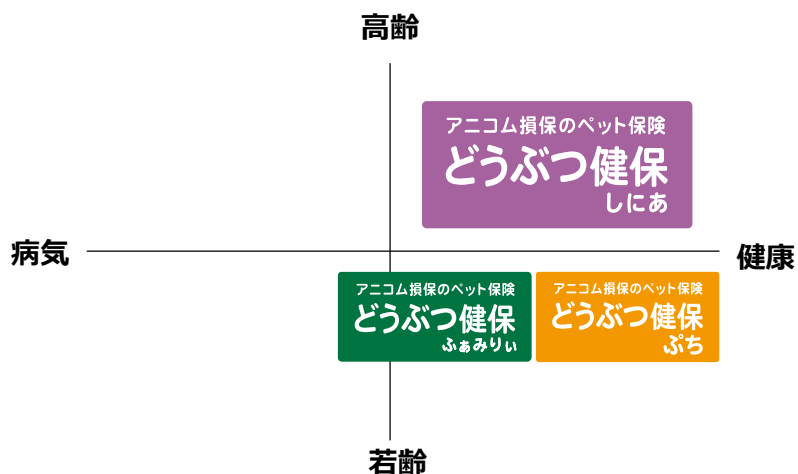 高齢
アニコム損保のペット保険
どうぶつ健保
しにあ
病気
健康
アニコム損保のペット保険
どうぶつ健保
ふぁみりぃ
アニコム損保のペット保険
どうぶつ健保
ぷち
若齢